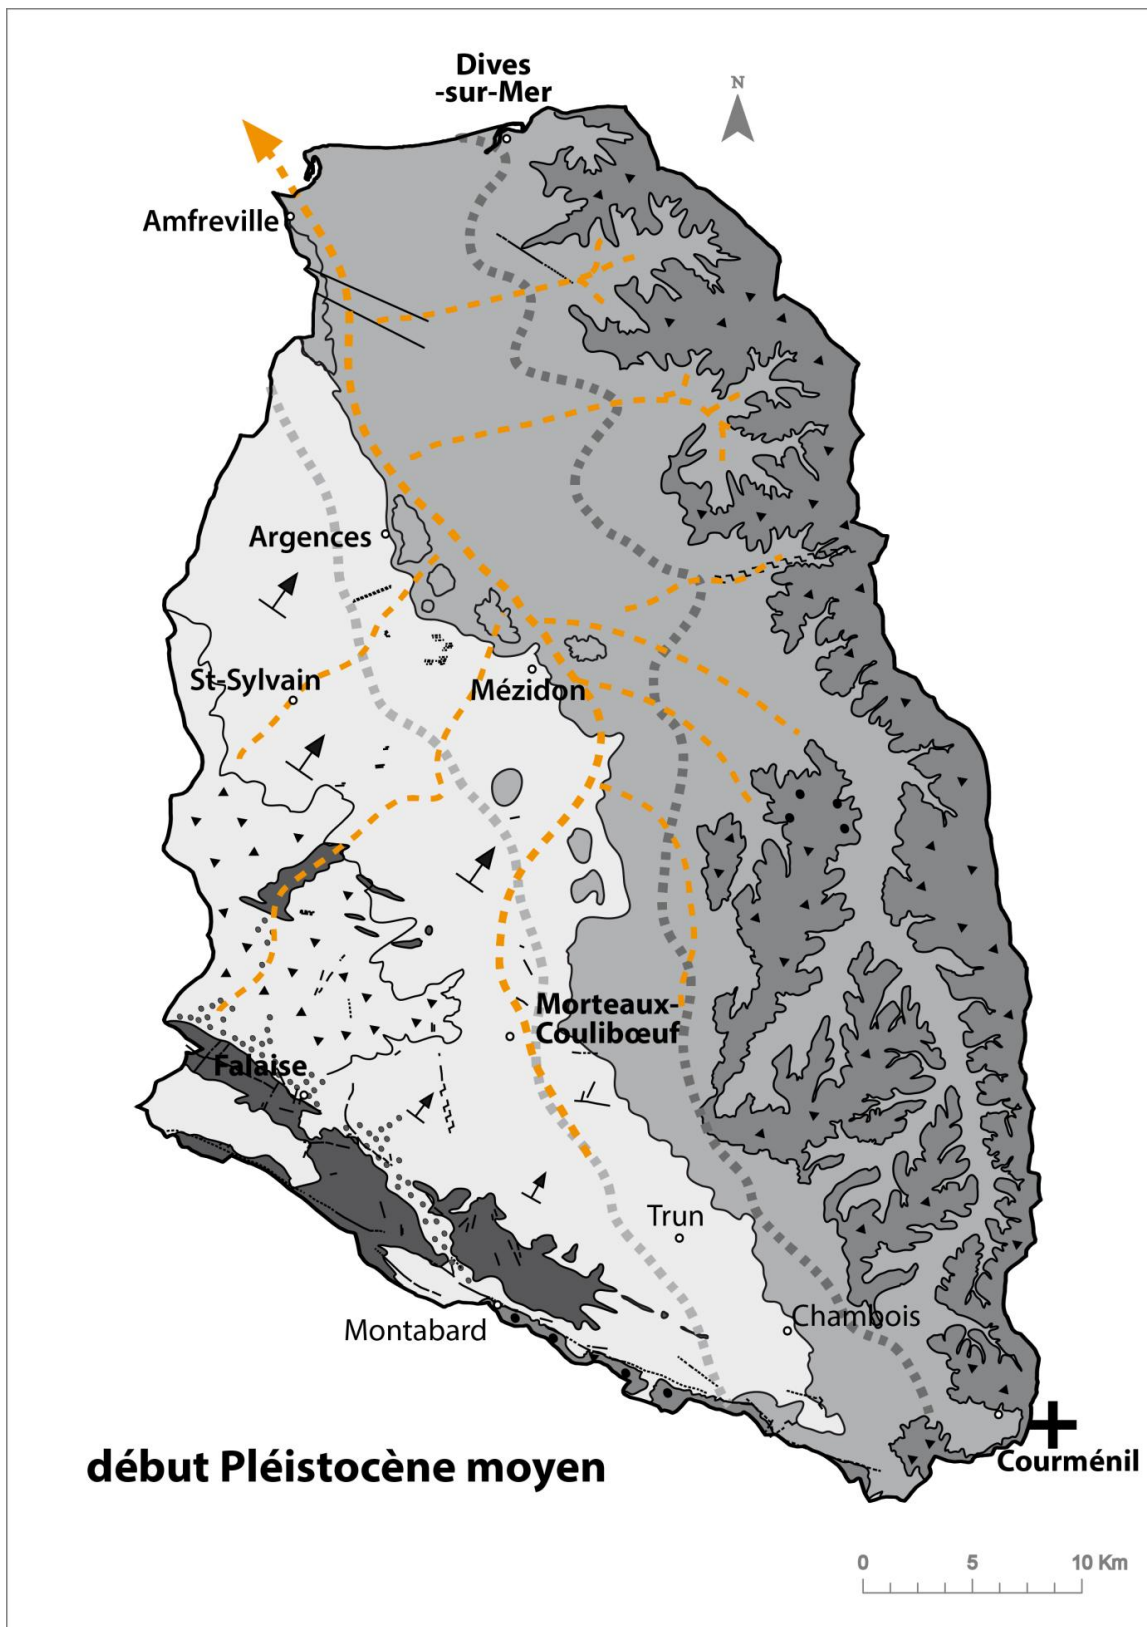 Dives
-sur-Mer
N
Amfreville
Argences
St-Sylvain
Mézidon
Morteaux-
Coulibœuf
Falaise
Trun
Chambois
Montabard
début Pléistocène moyen
Courménil
0 5 10 Km